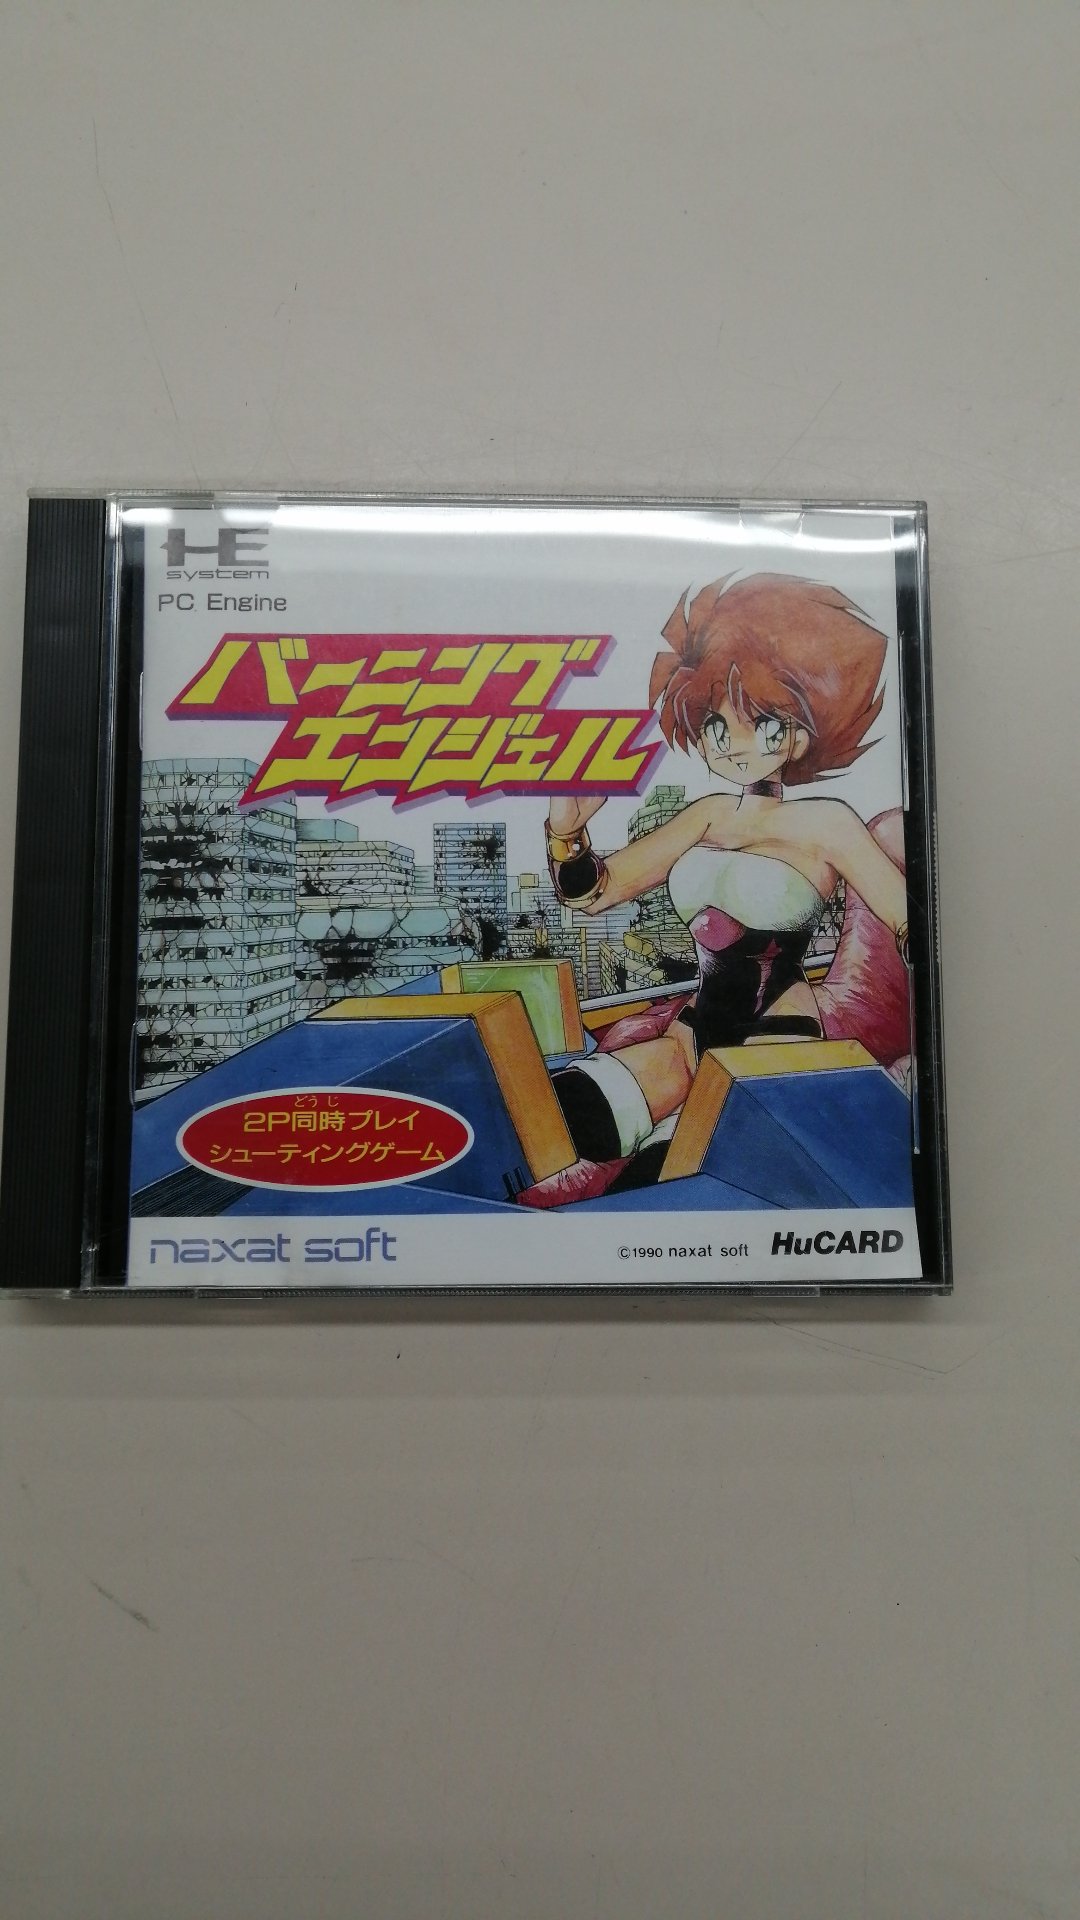 HE
system
PC Engine
バーニング
エンジェル
どうじ
2P同時プレイ
シューティングゲーム
naxat soft
©1990 naxat soft
HuCARD